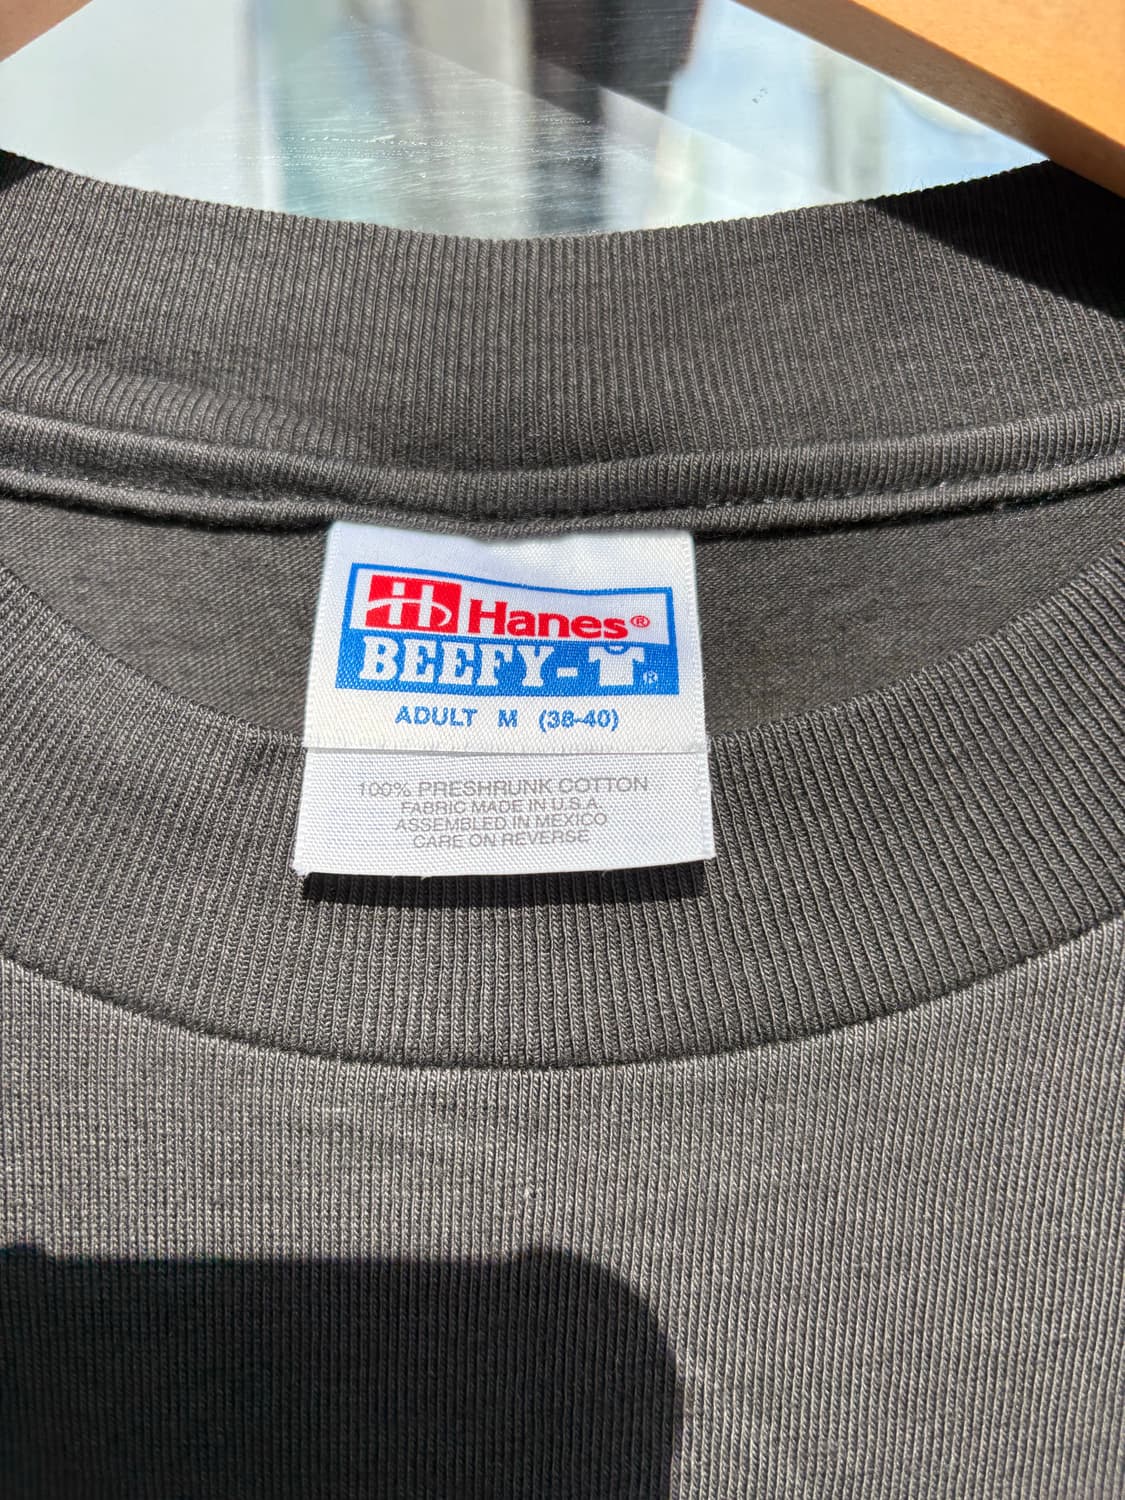 Hanes®
BEEFY-T®
ADULT M (38-40)
100% PRESHRUNK COTTON
FABRIC MADE IN U.S.A.
ASSEMBLED IN MEXICO
CARE ON REVERSE